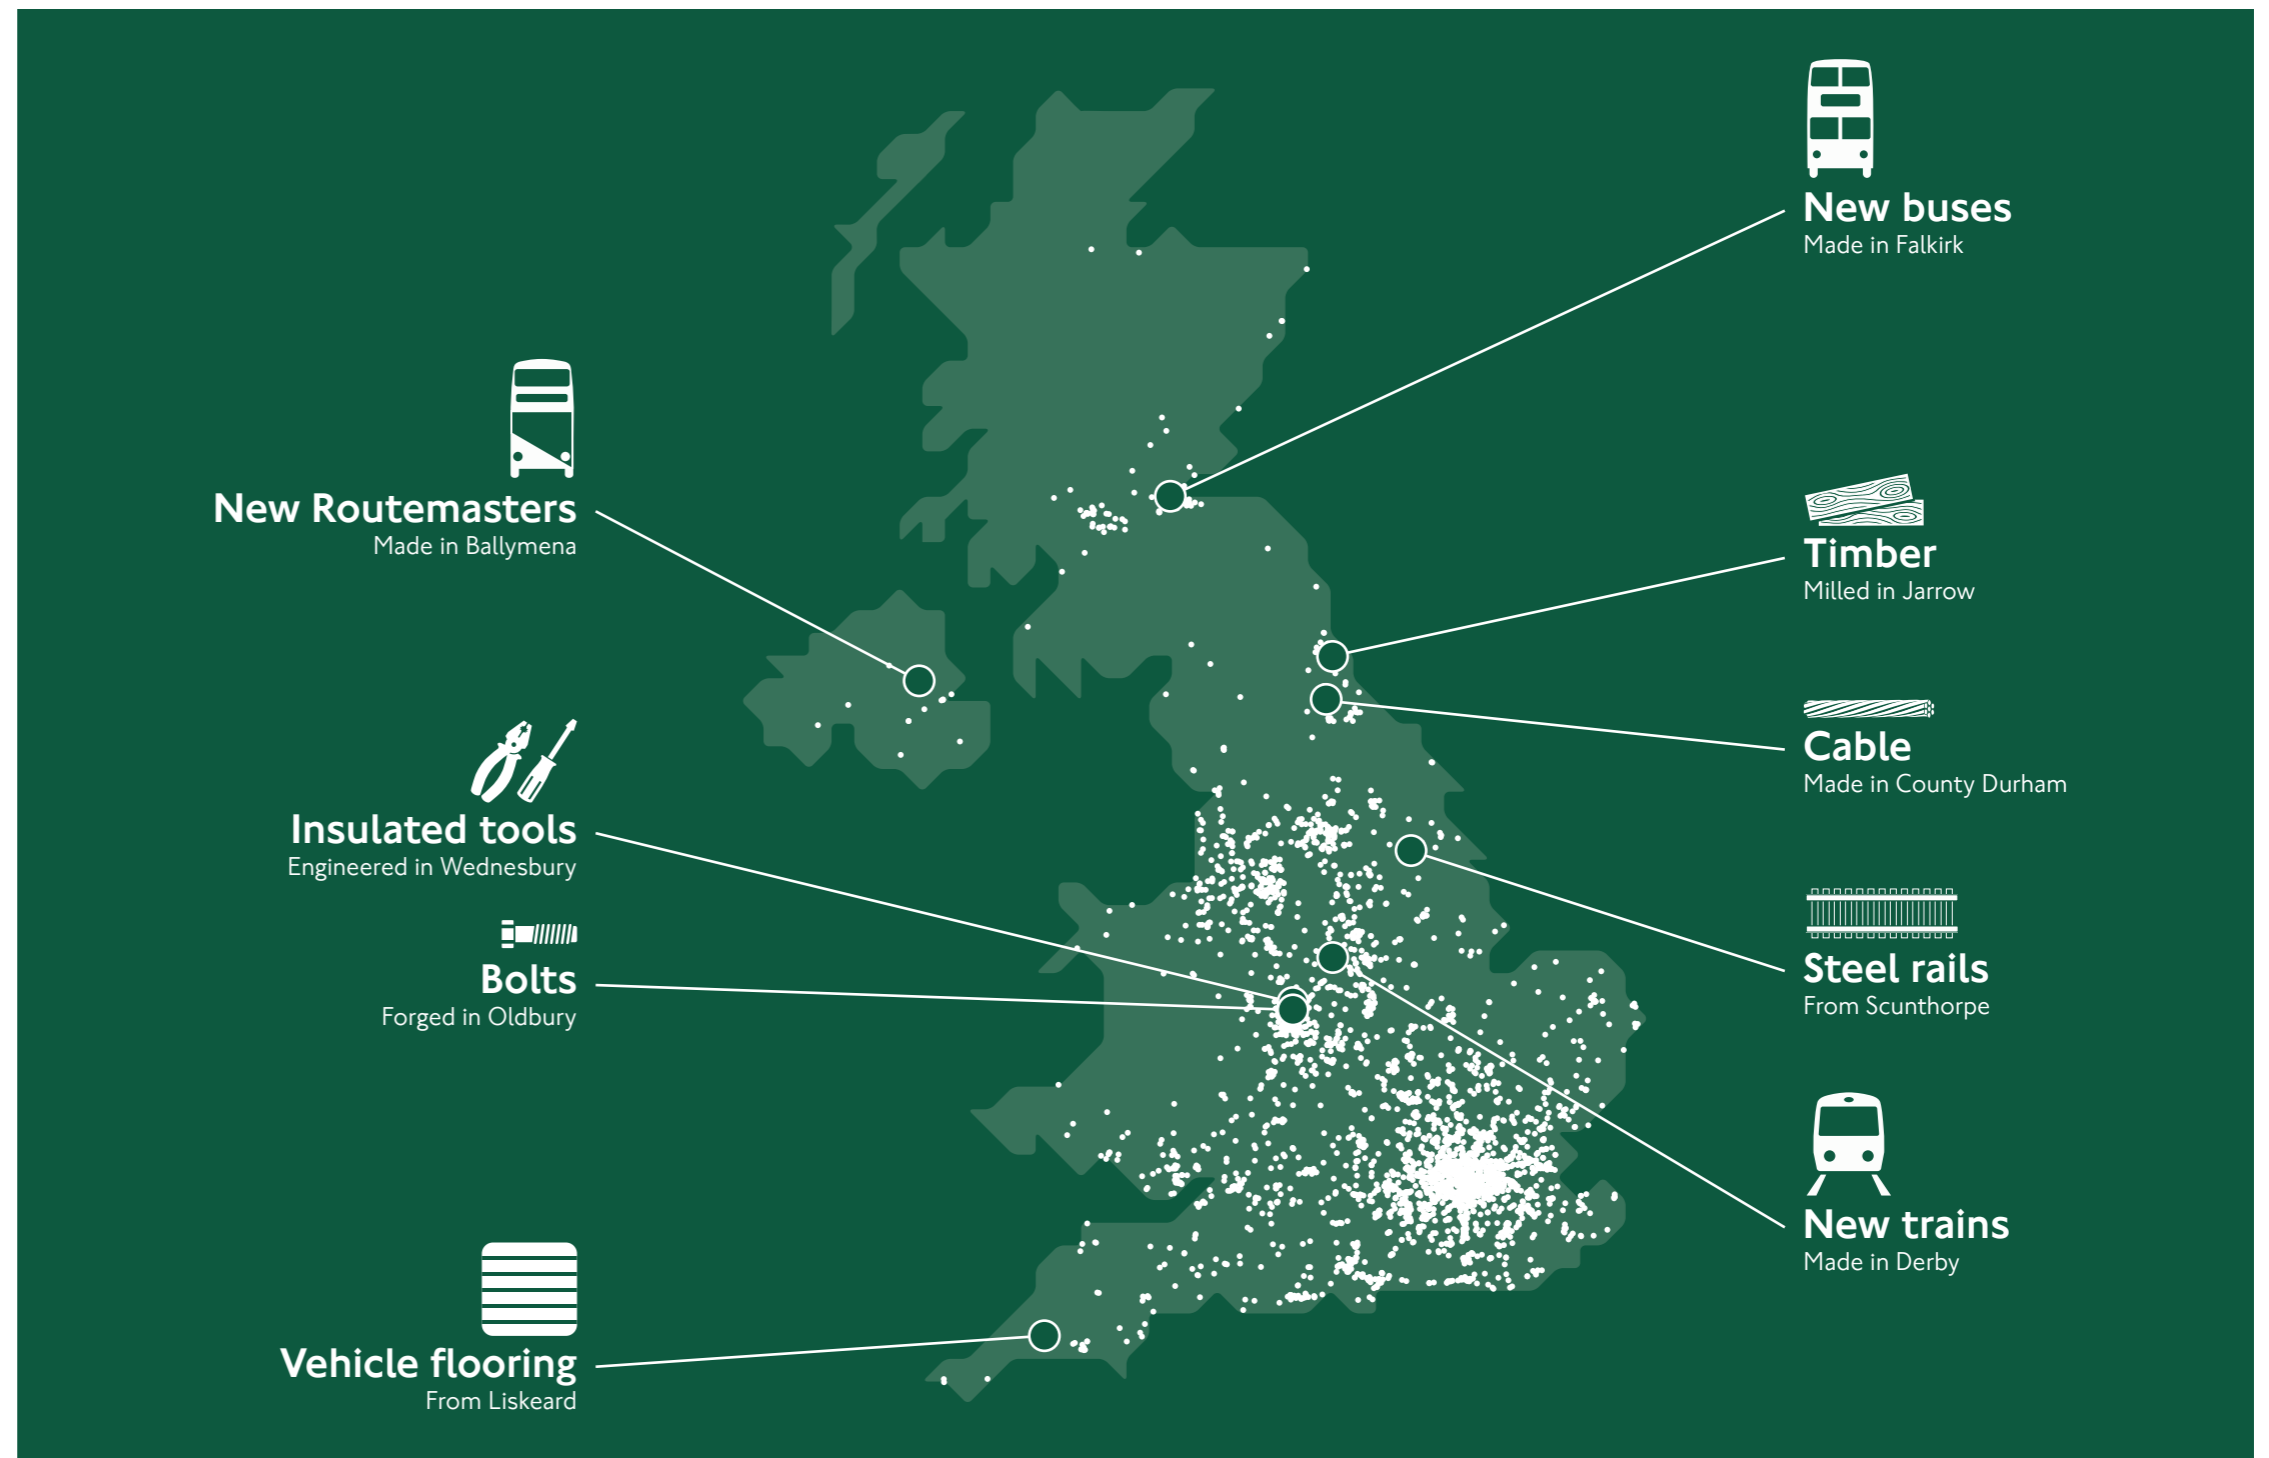 New Routemasters
Made in Ballymena
Insulated tools
Engineered in Wednesbury
Bolts
Forged in Oldbury
Vehicle flooring
From Liskeard
New buses
Made in Falkirk
Timber
Milled in Jarrow
Cable
Made in County Durham
Steel rails
From Scunthorpe
New trains
Made in Derby